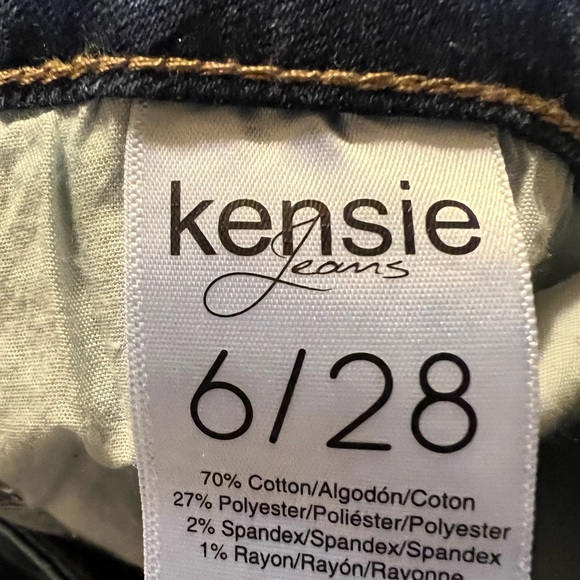 kensie
Jeans
6/28
70% Cotton/Algodón/Coton
27% Polyester/Poliéster/Polyester
2% Spandex/Spandex/Spandex
1% Rayon/Rayón/Rayonne